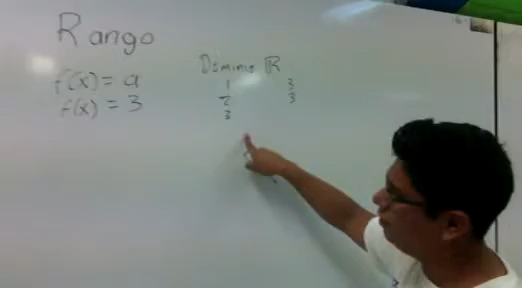 Rango
f(x) = a
f(x) = 3
Dominio R
1 3
2 3
3